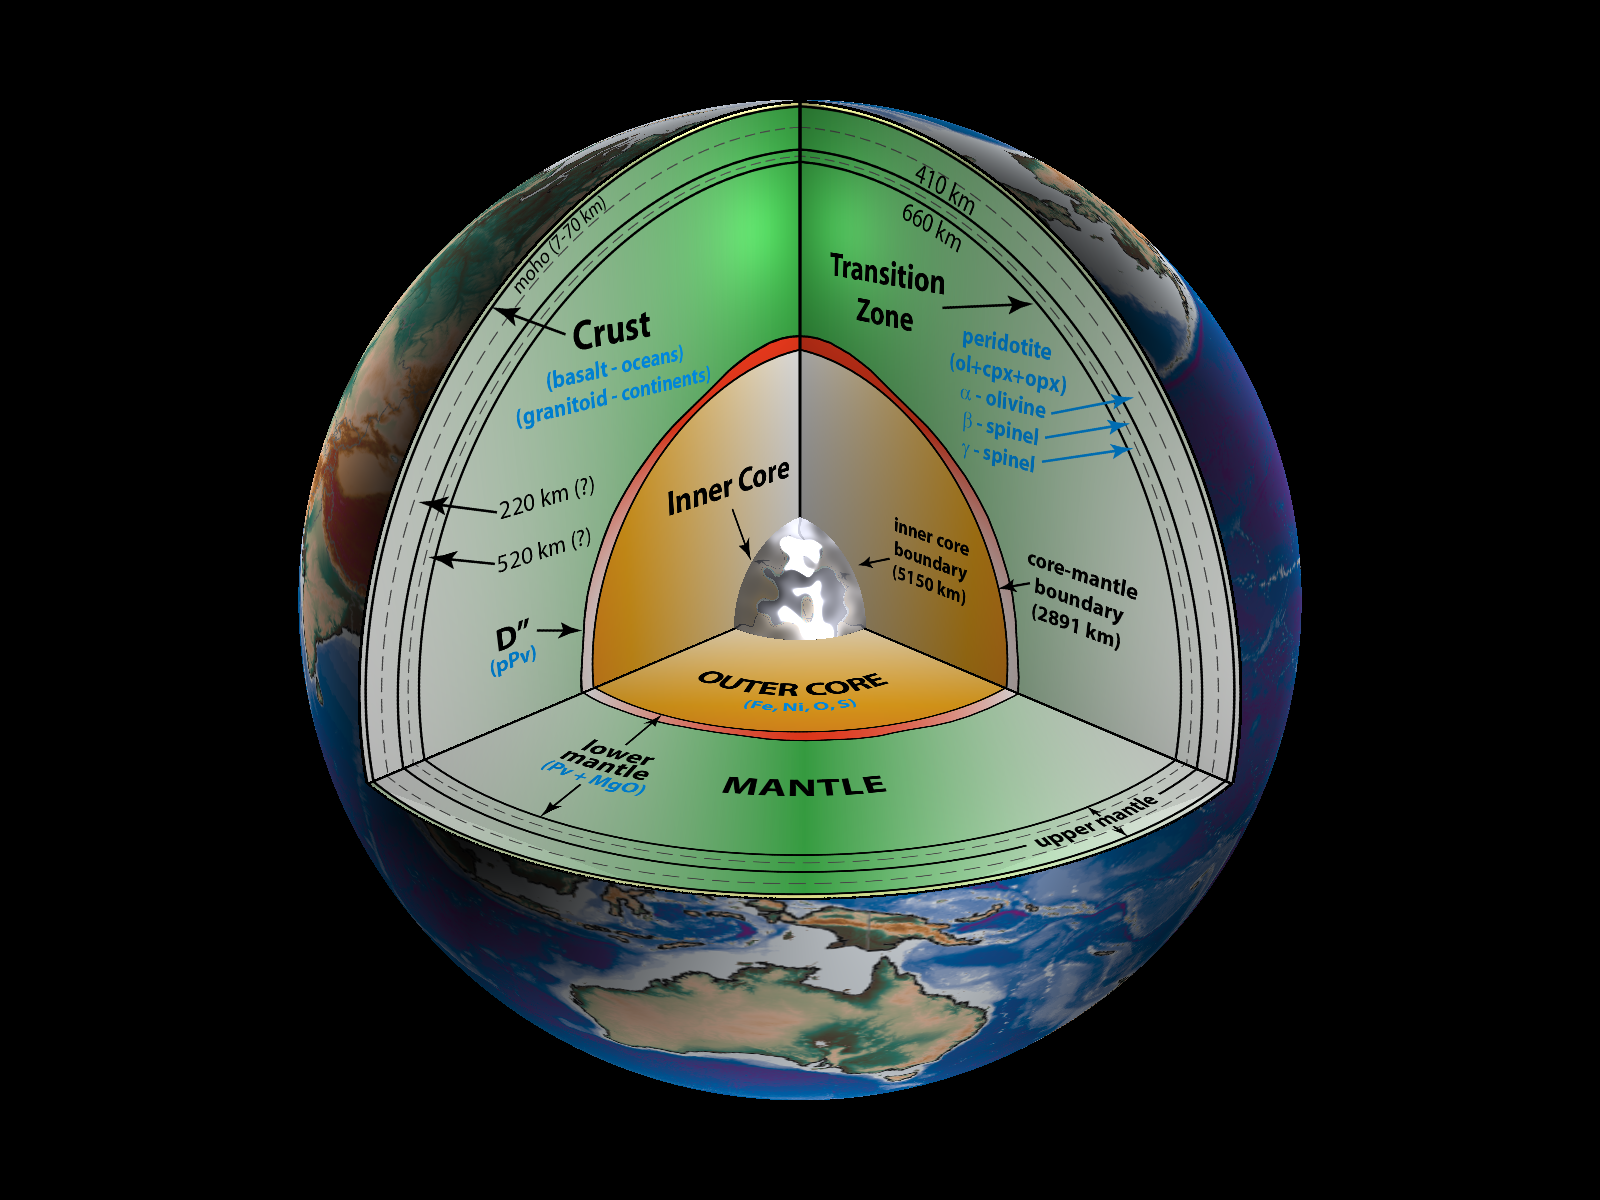 410 km
660 km
moho (7-70 km)
Transition
Zone
Crust
(basalt - oceans)
(granitoid - continents)
peridotite
(ol+cpx+opx)
α - olivine
β - spinel
γ - spinel
Inner Core
220 km (?)
520 km (?)
inner core
boundary
(5150 km)
core-mantle
boundary
(2891 km)
D”
(pPv)
OUTER CORE
(Fe, Ni, O, S)
lower
mantle
(Pv + MgO)
MANTLE
upper mantle